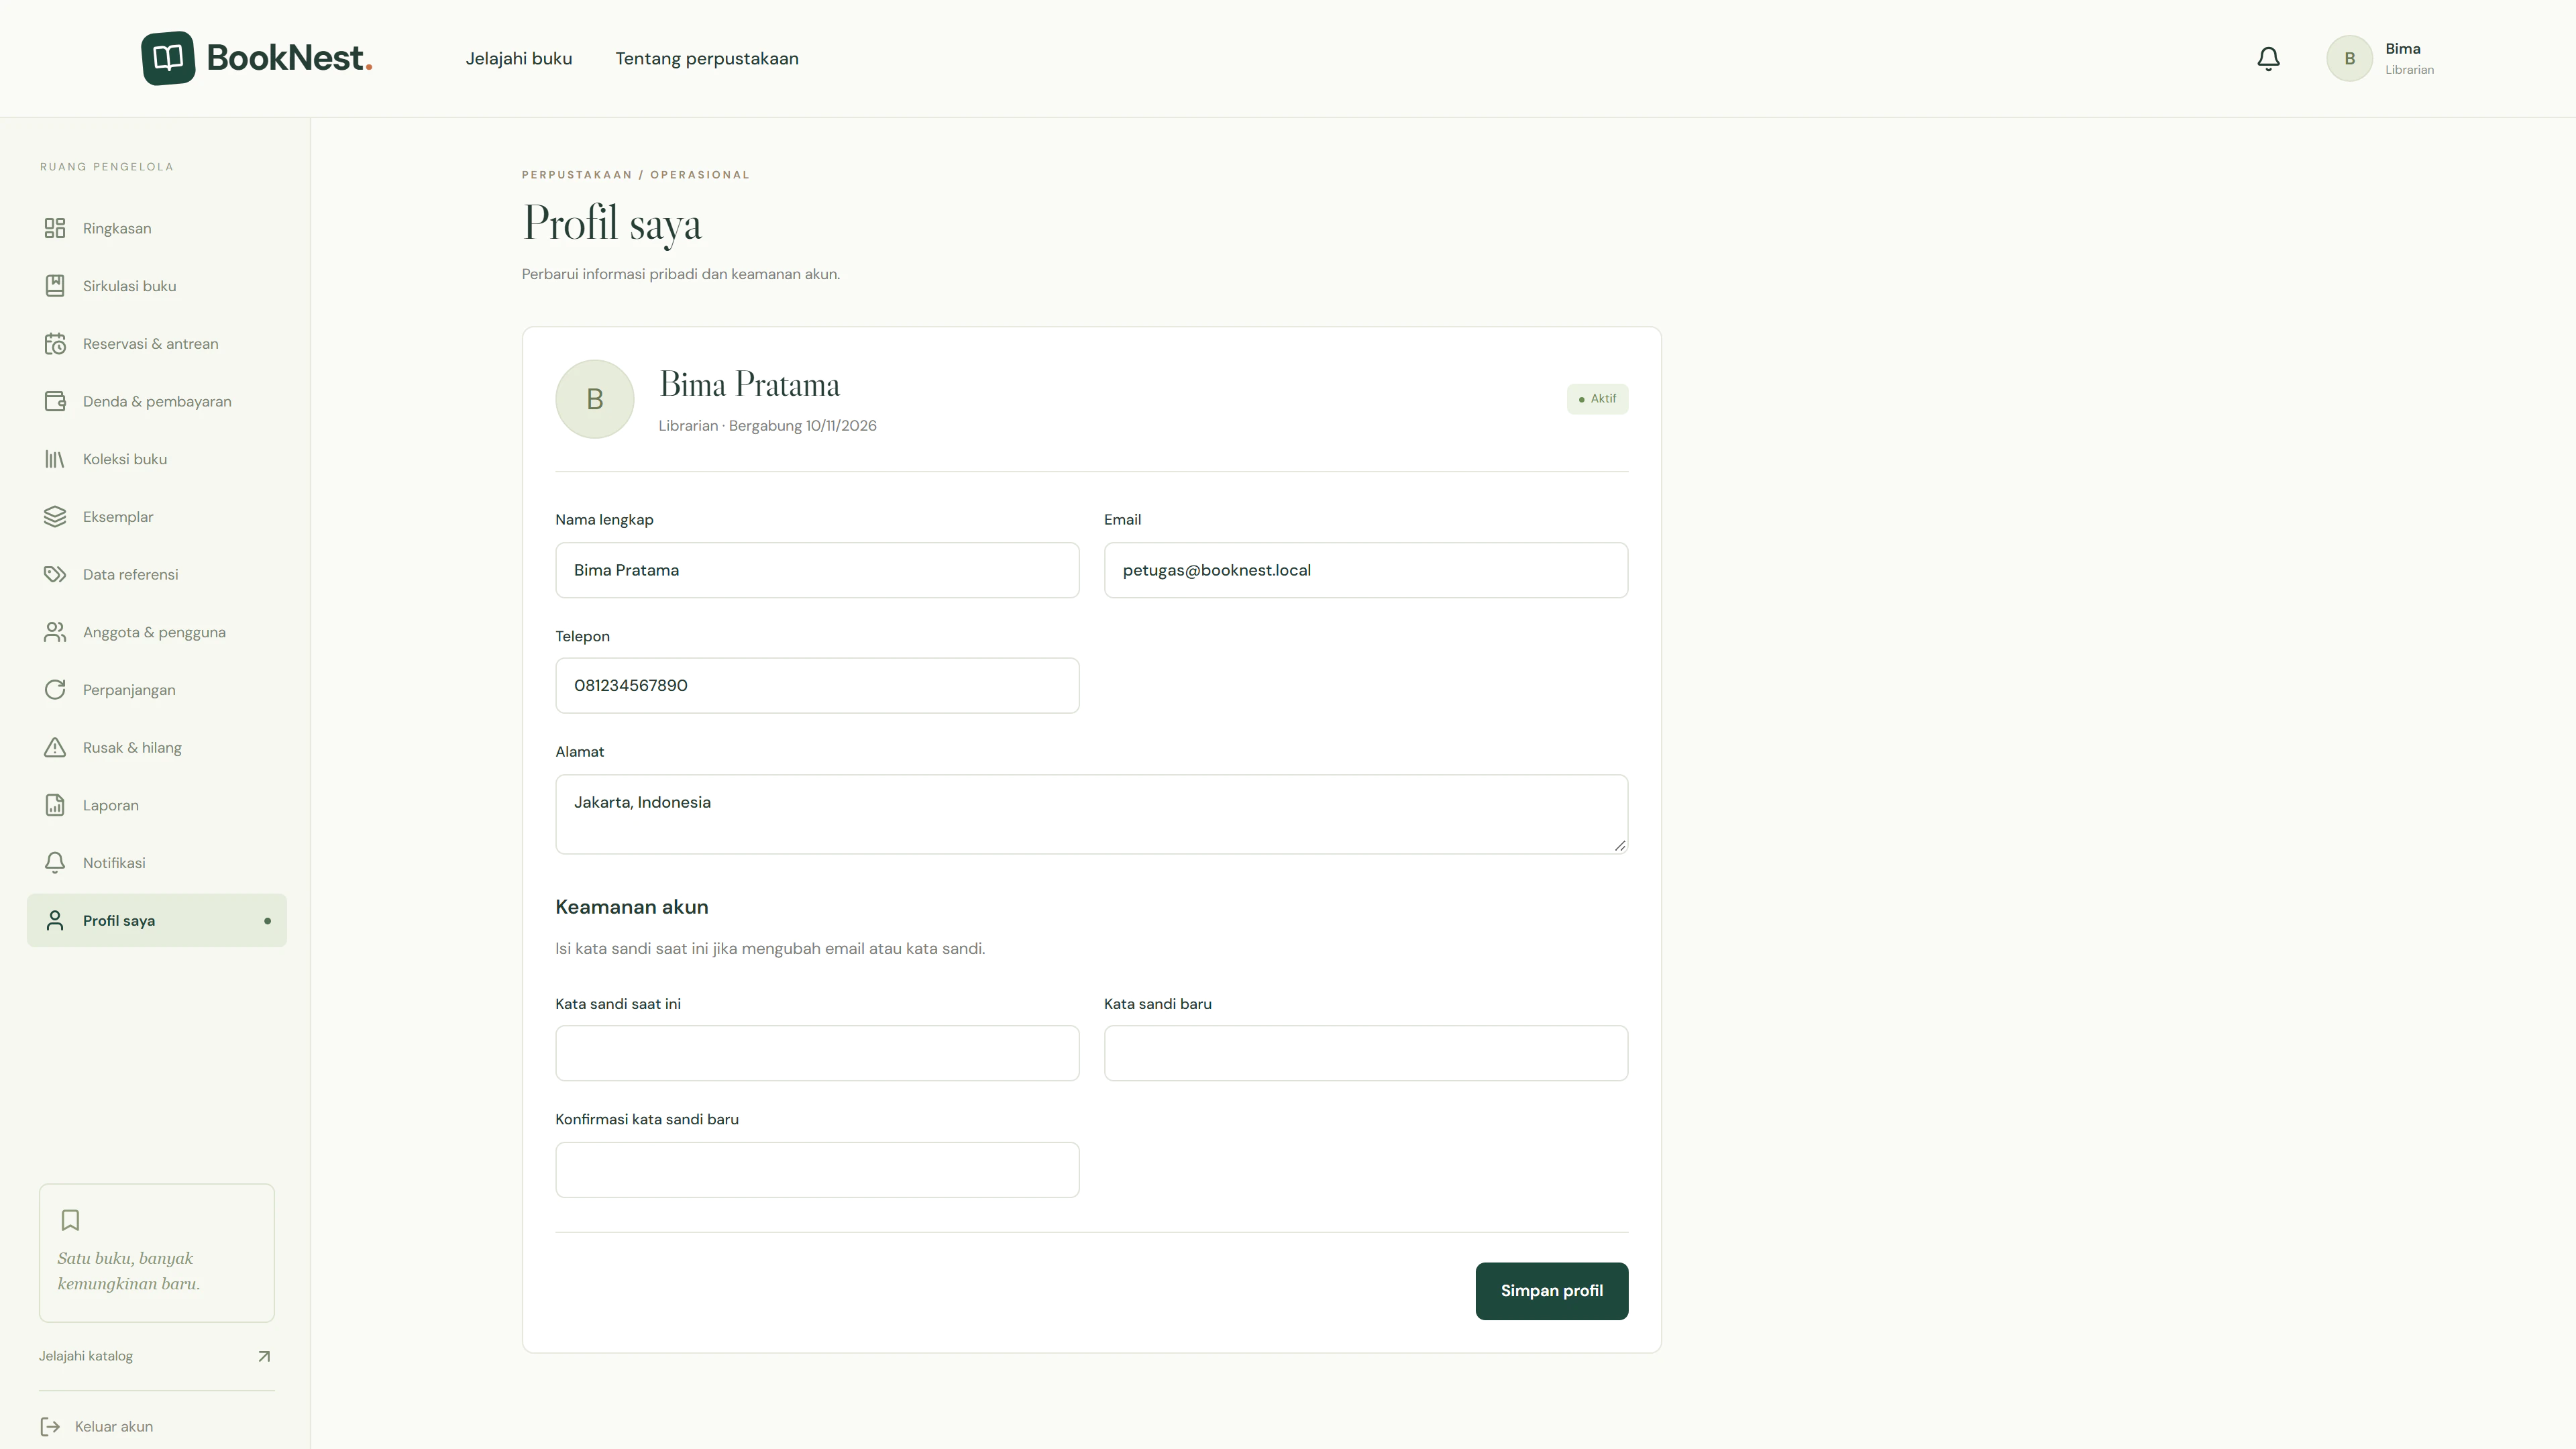 BookNest.
Jelajahi buku
Tentang perpustakaan
B
Bima
Librarian
RUANG PENGELOLA
Ringkasan
Sirkulasi buku
Reservasi & antrean
Denda & pembayaran
Koleksi buku
Eksemplar
Data referensi
Anggota & pengguna
Perpanjangan
Rusak & hilang
Laporan
Notifikasi
Profil saya
Satu buku, banyak
kemungkinan baru.
Jelajahi katalog
Keluar akun
PERPUSTAKAAN / OPERASIONAL
Profil saya
Perbarui informasi pribadi dan keamanan akun.
B
Bima Pratama
Librarian · Bergabung 10/11/2026
Aktif
Nama lengkap
Bima Pratama
Email
petugas@booknest.local
Telepon
081234567890
Alamat
Jakarta, Indonesia
Keamanan akun
Isi kata sandi saat ini jika mengubah email atau kata sandi.
Kata sandi saat ini
Kata sandi baru
Konfirmasi kata sandi baru
Simpan profil